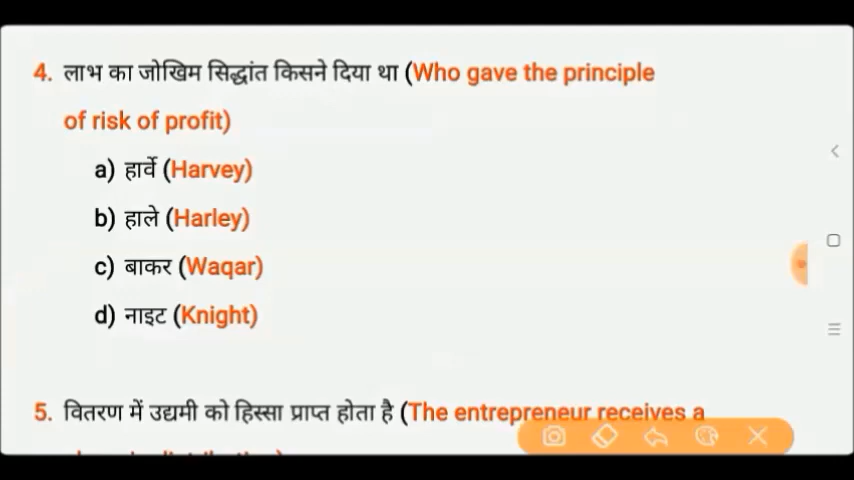 4. लाभ का जोखिम सिद्धांत किसने दिया था (Who gave the principle
of risk of profit)
a) हार्वे (Harvey)
b) हाले (Harley)
c) बाकर (Waqar)
d) नाइट (Knight)
5. वितरण में उद्यमी को हिस्सा प्राप्त होता है (The entrepreneur receives a